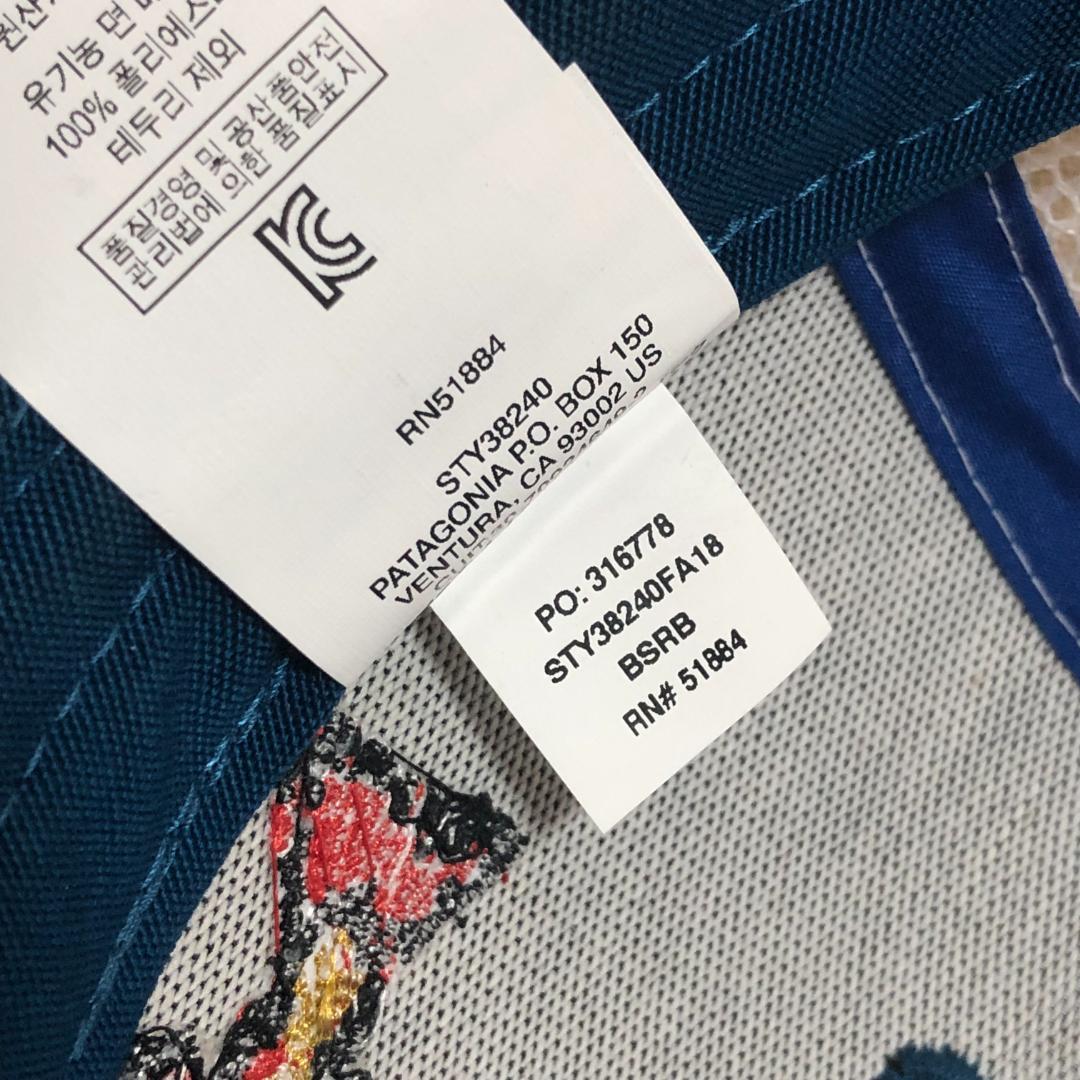 원산
유기농 면
100% 폴리에스
테두리 제외
품질경영 및 공산품안전
관리법에 의한 품질표시
RN51884
STY38240
PATAGONIA P.O. BOX 150
VENTURA, CA 93002 US
PO: 316778
STY38240FA18
BSRB
RN# 51884